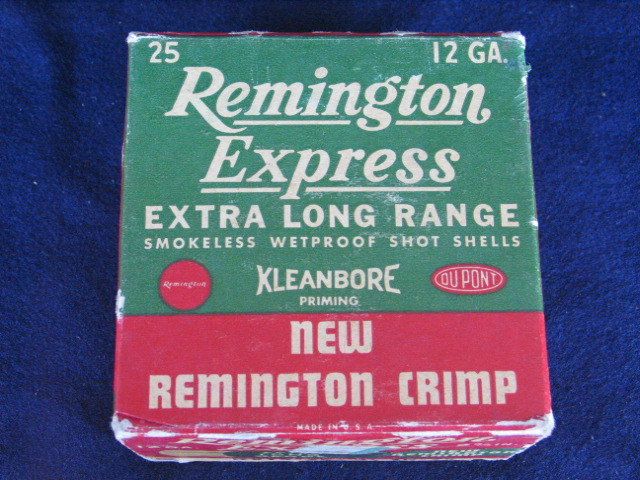 25 12 GA.
Remington
Express
EXTRA LONG RANGE
SMOKELESS WETPROOF SHOT SHELLS
Remington KLEANBORE DU PONT
PRIMING
NEW
REMINGTON CRIMP
MADE IN U.S.A.